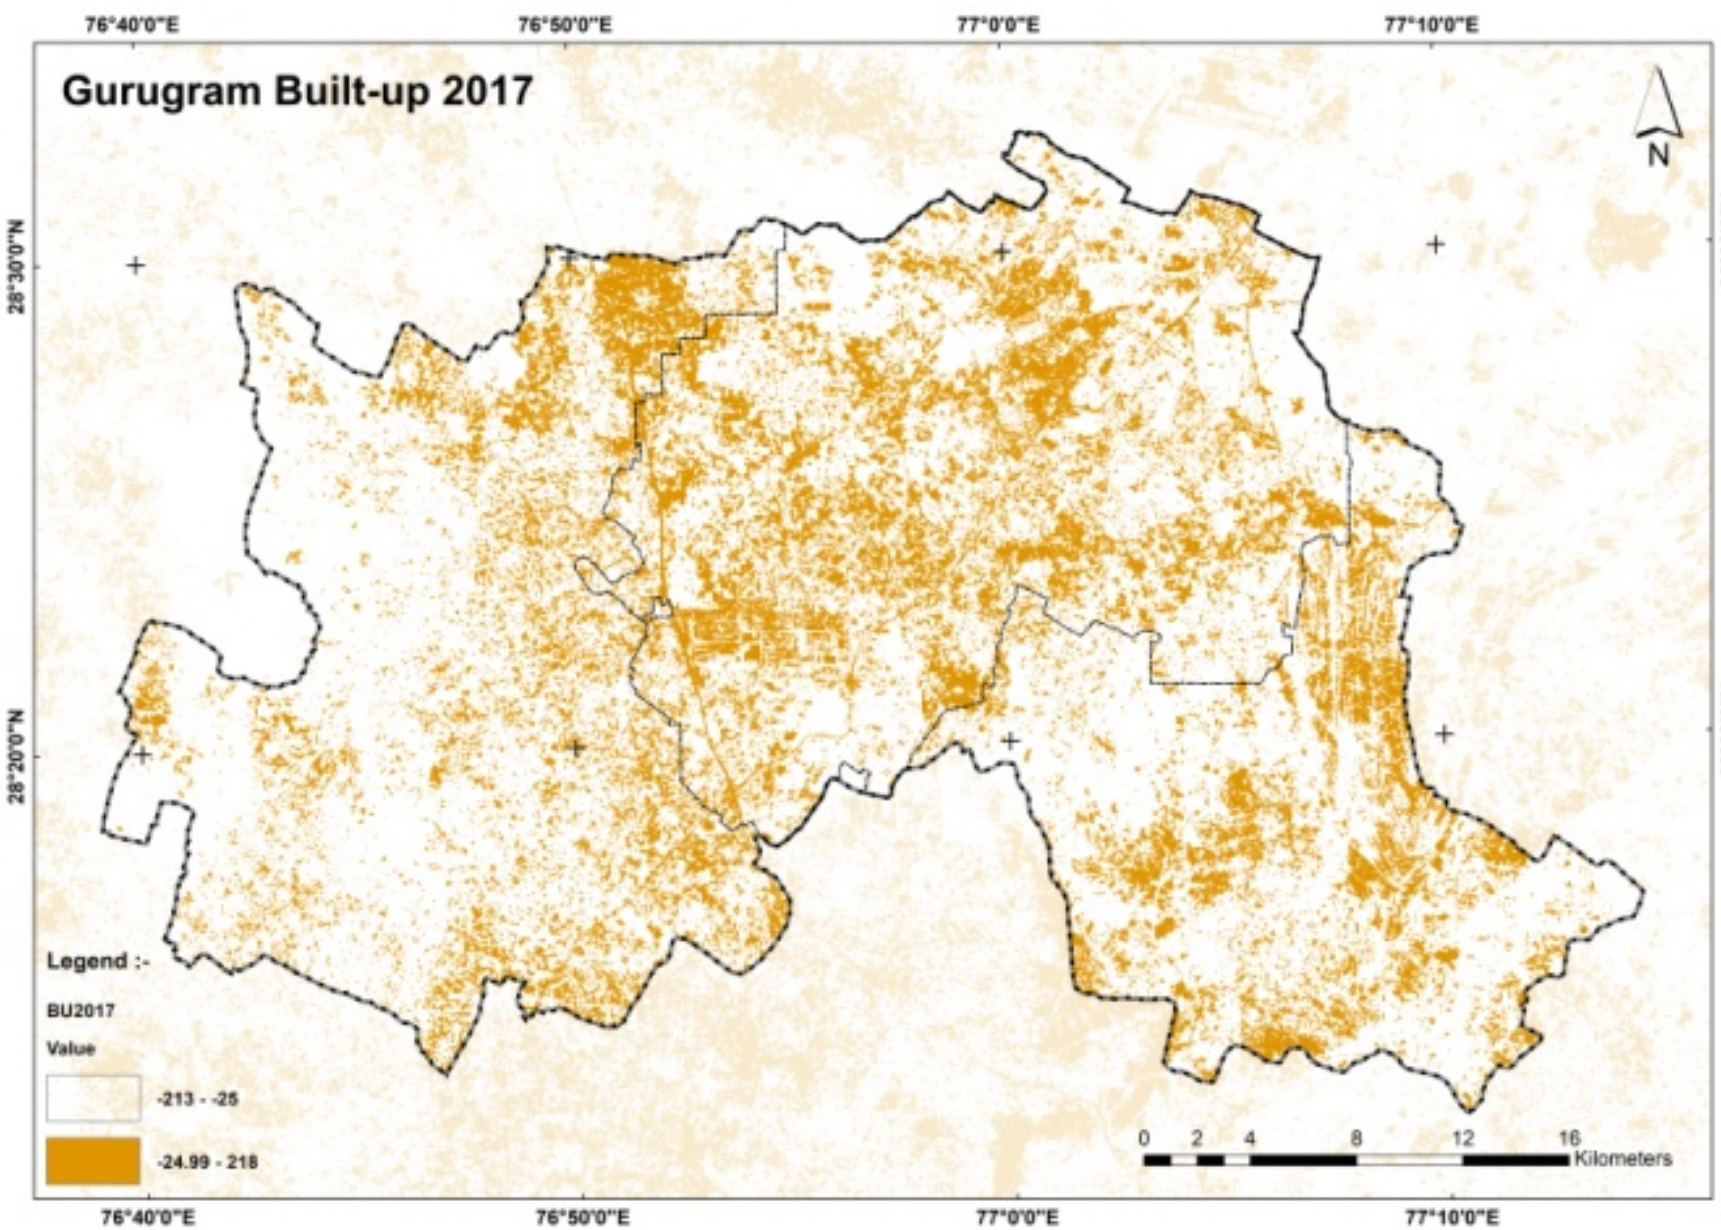 76°40'0"E 76°50'0"E 77°0'0"E 77°10'0"E
Gurugram Built-up 2017
N
28°30'0"N
28°20'0"N
Legend :-
BU2017
Value
-213 - -25
-24.99 - 218
0 2 4 8 12 16
Kilometers
76°40'0"E 76°50'0"E 77°0'0"E 77°10'0"E